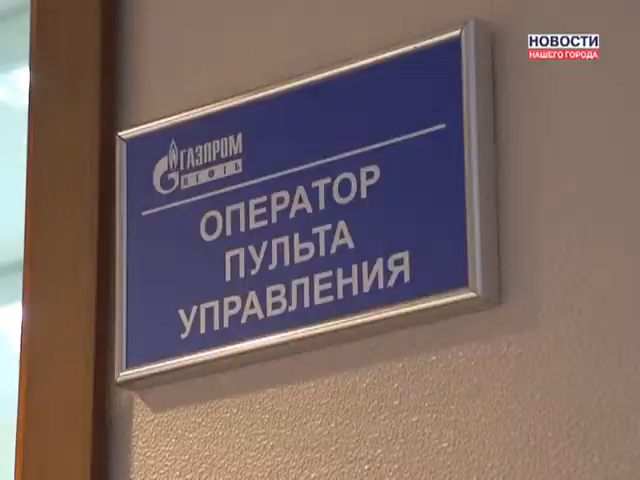 НОВОСТИ
НАШЕГО ГОРОДА
ГАЗПРОМ
НЕФТЬ
ОПЕРАТОР
ПУЛЬТА
УПРАВЛЕНИЯ